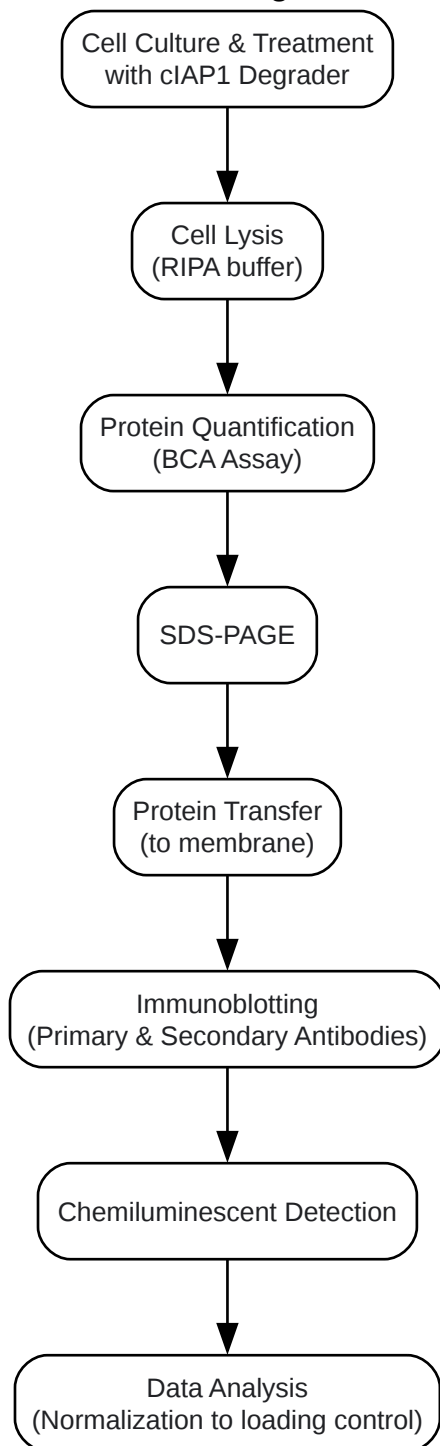 Cell Culture & Treatment
with cIAP1 Degrader
Cell Lysis
(RIPA buffer)
Protein Quantification
(BCA Assay)
SDS-PAGE
Protein Transfer
(to membrane)
Immunoblotting
(Primary & Secondary Antibodies)
Chemiluminescent Detection
Data Analysis
(Normalization to loading control)